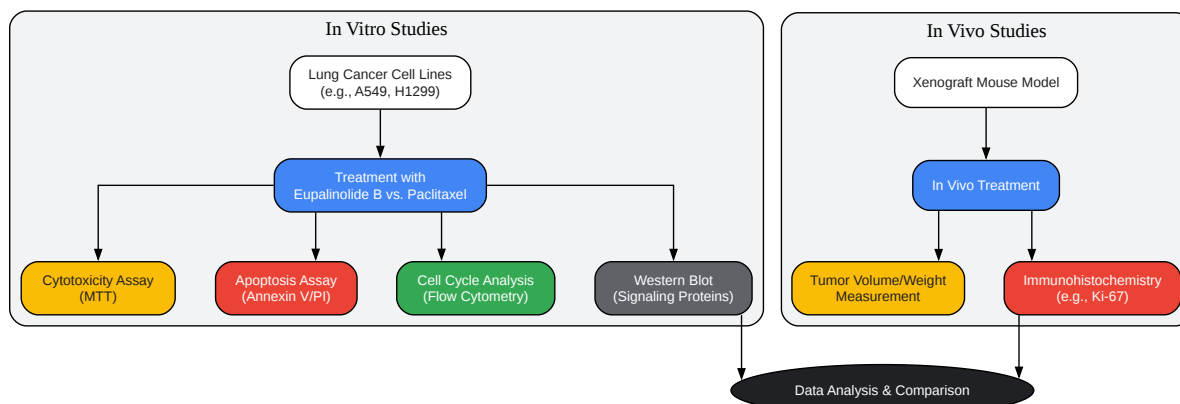 In Vitro Studies
Lung Cancer Cell Lines
(e.g., A549, H1299)
Treatment with
Eupalinolide B vs. Paclitaxel
Cytotoxicity Assay
(MTT)
Apoptosis Assay
(Annexin V/PI)
Cell Cycle Analysis
(Flow Cytometry)
Western Blot
(Signaling Proteins)
In Vivo Studies
Xenograft Mouse Model
In Vivo Treatment
Tumor Volume/Weight
Measurement
Immunohistochemistry
(e.g., Ki-67)
Data Analysis & Comparison